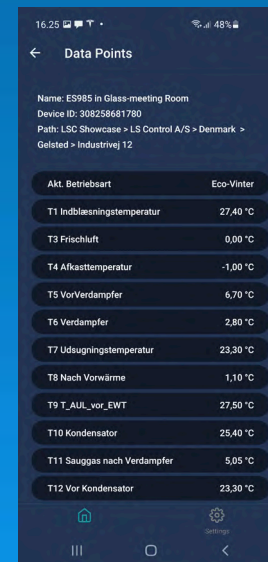 16.25
48%
Data Points
Name: ES985 in Glass-meeting Room
Device ID: 308258681780
Path: LSC Showcase > LS Control A/S > Denmark >
Gelsted > Industrivej 12
Akt. Betriebsart Eco-Vinter
T1 Indblæsningstemperatur 27,40 °C
T3 Frischluft 0,00 °C
T4 Afkasttemperatur -1,00 °C
T5 VorVerdampfer 6,70 °C
T6 Verdampfer 2,80 °C
T7 Udsugningstemperatur 23,30 °C
T8 Nach Vorwärme 1,10 °C
T9 T_AUL_vor_EWT 27,50 °C
T10 Kondensator 25,40 °C
T11 Sauggas nach Verdampfer 5,05 °C
T12 Vor Kondensator 23,30 °C
Settings